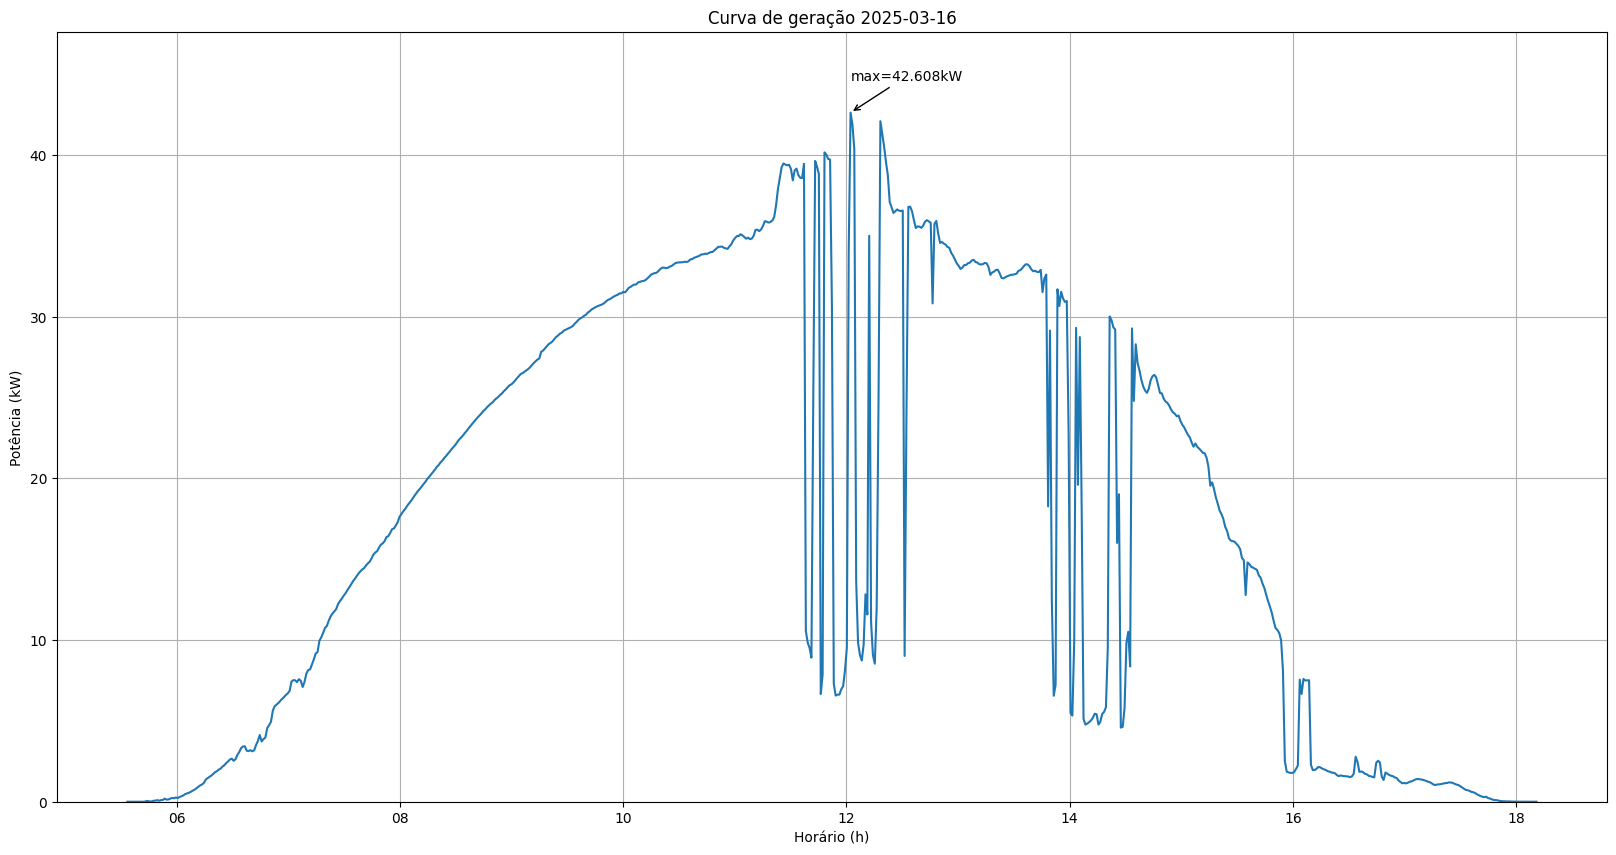 Curva de geração 2025-03-16
max=42.608kW
Potência (kW)
40
30
20
10
0
06 08 10 12 14 16 18
Horário (h)